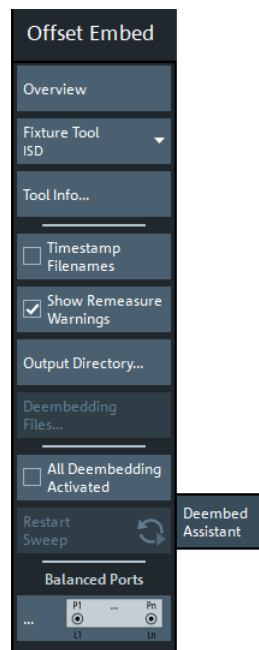 Offset Embed
Overview
Fixture Tool
ISD
Tool Info...
Timestamp
Filenames
Show Remeasure
Warnings
Output Directory...
Deembedding
Files...
All Deembedding
Activated
Restart
Sweep
Deembed
Assistant
Balanced Ports
... P1 ... Pn
L1 Ln